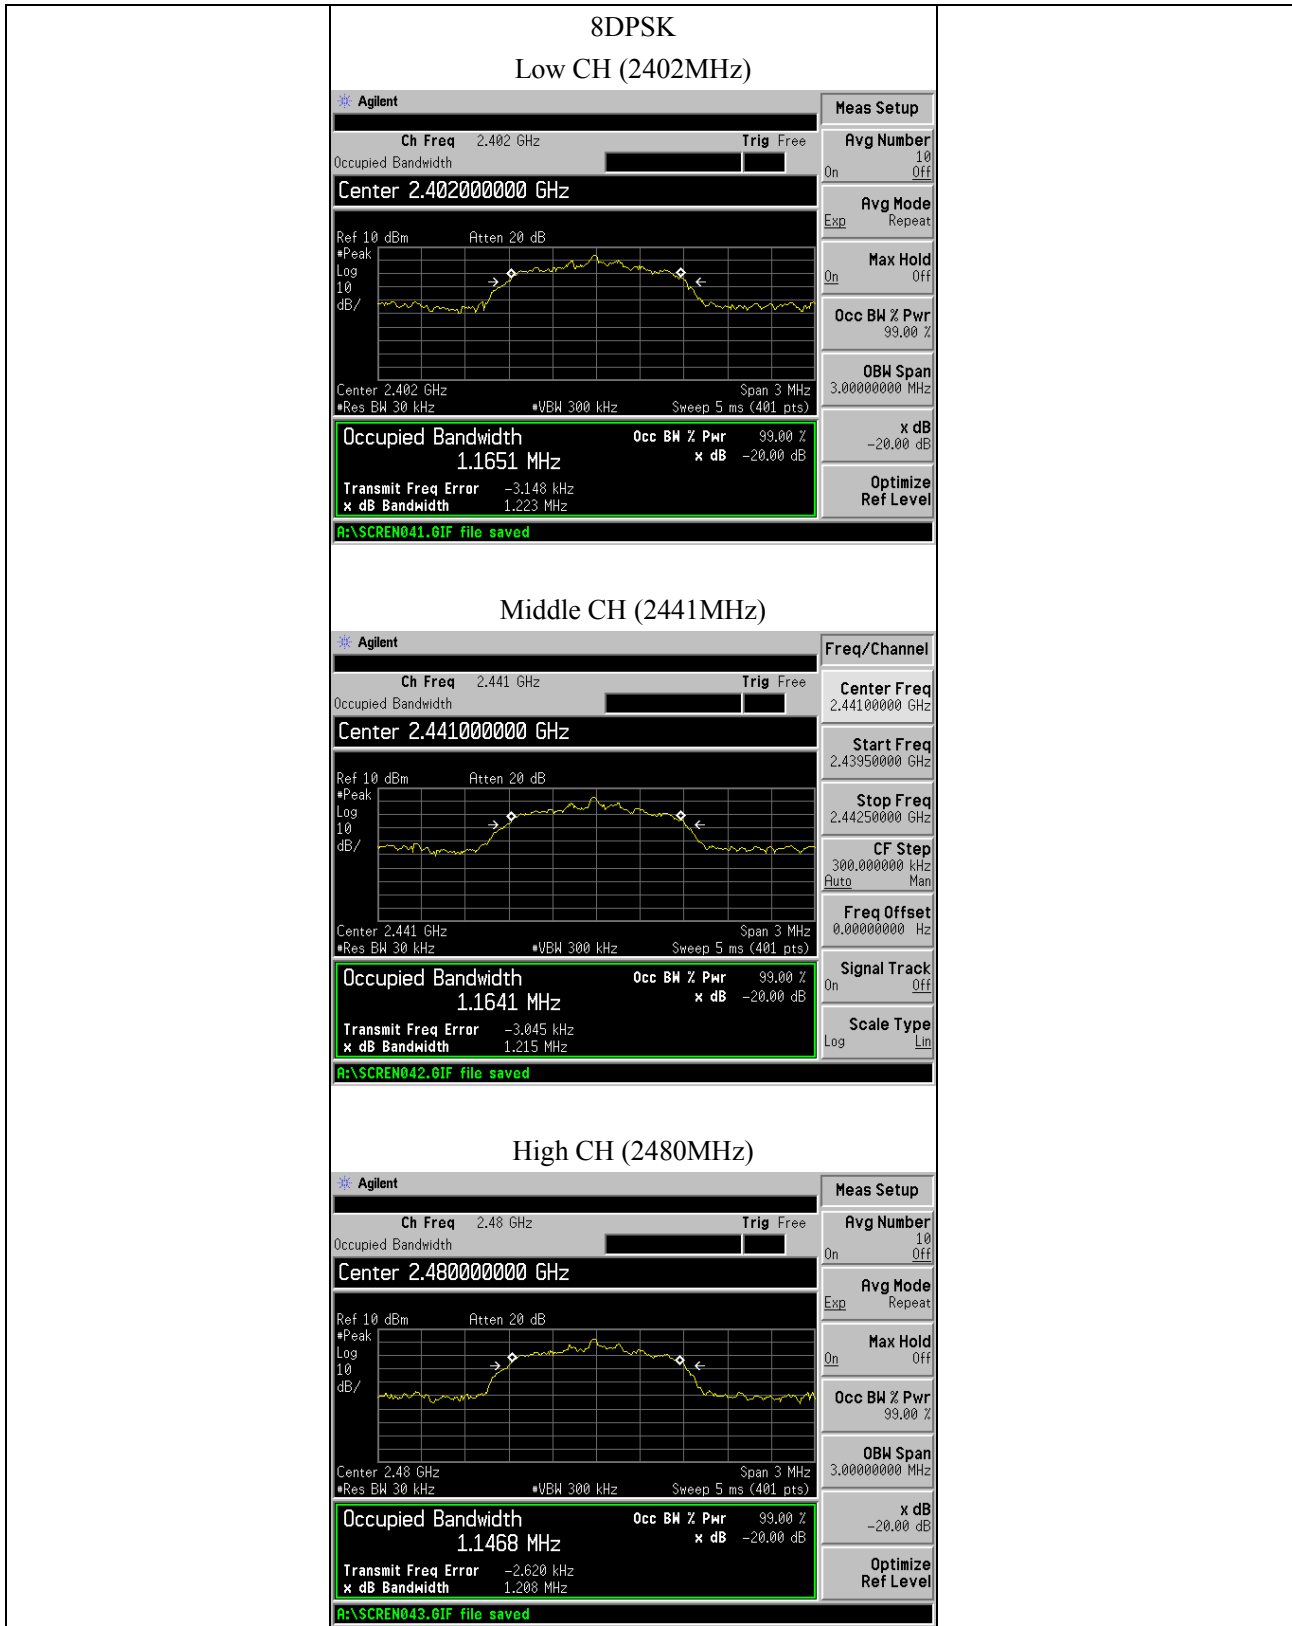 8DPSK
Low CH (2402MHz)
Agilent
Meas Setup
Ch Freq 2.402 GHz Trig Free
Occupied Bandwidth
Center 2.402000000 GHz
Ref 10 dBm Atten 20 dB
#Peak
Log
10
dB/
Center 2.402 GHz Span 3 MHz
#Res BW 30 kHz #VBW 300 kHz Sweep 5 ms (401 pts)
Occupied Bandwidth Occ BW % Pwr 99.00 %
1.1651 MHz x dB -20.00 dB
Transmit Freq Error -3.148 kHz
x dB Bandwidth 1.223 MHz
A:\SCREN041.GIF file saved
Avg Number
10
On Off
Avg Mode
Exp Repeat
Max Hold
On Off
Occ BW % Pwr
99.00 %
OBW Span
3.00000000 MHz
x dB
-20.00 dB
Optimize
Ref Level
Middle CH (2441MHz)
Agilent
Freq/Channel
Ch Freq 2.441 GHz Trig Free
Occupied Bandwidth
Center 2.441000000 GHz
Ref 10 dBm Atten 20 dB
#Peak
Log
10
dB/
Center 2.441 GHz Span 3 MHz
#Res BW 30 kHz #VBW 300 kHz Sweep 5 ms (401 pts)
Occupied Bandwidth Occ BW % Pwr 99.00 %
1.1641 MHz x dB -20.00 dB
Transmit Freq Error -3.045 kHz
x dB Bandwidth 1.215 MHz
A:\SCREN042.GIF file saved
Center Freq
2.44100000 GHz
Start Freq
2.43950000 GHz
Stop Freq
2.44250000 GHz
CF Step
300.000000 kHz
Auto Man
Freq Offset
0.00000000 Hz
Signal Track
On Off
Scale Type
Log Lin
High CH (2480MHz)
Agilent
Meas Setup
Ch Freq 2.48 GHz Trig Free
Occupied Bandwidth
Center 2.480000000 GHz
Ref 10 dBm Atten 20 dB
#Peak
Log
10
dB/
Center 2.48 GHz Span 3 MHz
#Res BW 30 kHz #VBW 300 kHz Sweep 5 ms (401 pts)
Occupied Bandwidth Occ BW % Pwr 99.00 %
1.1468 MHz x dB -20.00 dB
Transmit Freq Error -2.620 kHz
x dB Bandwidth 1.208 MHz
A:\SCREN043.GIF file saved
Avg Number
10
On Off
Avg Mode
Exp Repeat
Max Hold
On Off
Occ BW % Pwr
99.00 %
OBW Span
3.00000000 MHz
x dB
-20.00 dB
Optimize
Ref Level